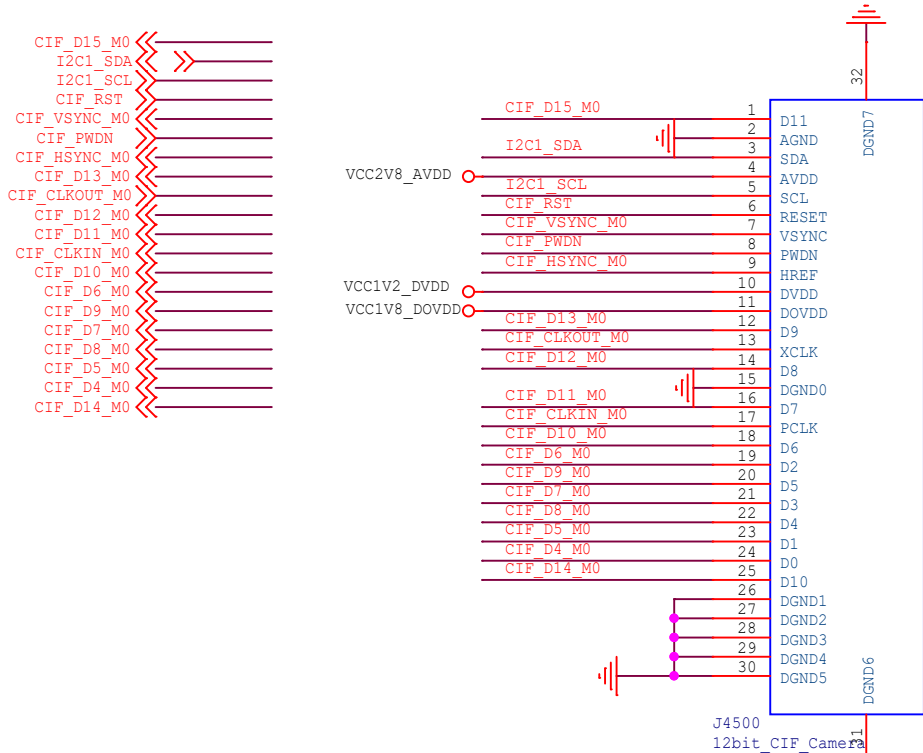 CIF_D15_M0
I2C1_SDA
I2C1_SCL
CIF_RST
CIF_VSYNC_M0
CIF_PWDN
CIF_HSYNC_M0
CIF_D13_M0
CIF_CLKOUT_M0
CIF_D12_M0
CIF_D11_M0
CIF_CLKIN_M0
CIF_D10_M0
CIF_D6_M0
CIF_D9_M0
CIF_D7_M0
CIF_D8_M0
CIF_D5_M0
CIF_D4_M0
CIF_D14_M0
32
DGND7
CIF_D15_M0 1 D11
2 AGND
I2C1_SDA 3 SDA
VCC2V8_AVDD 4 AVDD
I2C1_SCL 5 SCL
CIF_RST 6 RESET
CIF_VSYNC_M0 7 VSYNC
CIF_PWDN 8 PWDN
CIF_HSYNC_M0 9 HREF
VCC1V2_DVDD 10 DVDD
VCC1V8_DOVDD 11 DOVDD
CIF_D13_M0 12 D9
CIF_CLKOUT_M0 13 XCLK
CIF_D12_M0 14 D8
15 DGND0
CIF_D11_M0 16 D7
CIF_CLKIN_M0 17 PCLK
CIF_D10_M0 18 D6
CIF_D6_M0 19 D2
CIF_D9_M0 20 D5
CIF_D7_M0 21 D3
CIF_D8_M0 22 D4
CIF_D5_M0 23 D1
CIF_D4_M0 24 D0
CIF_D14_M0 25 D10
26 DGND1
27 DGND2
28 DGND3
29 DGND4
30 DGND5
DGND6
31
J4500
12bit_CIF_Camera